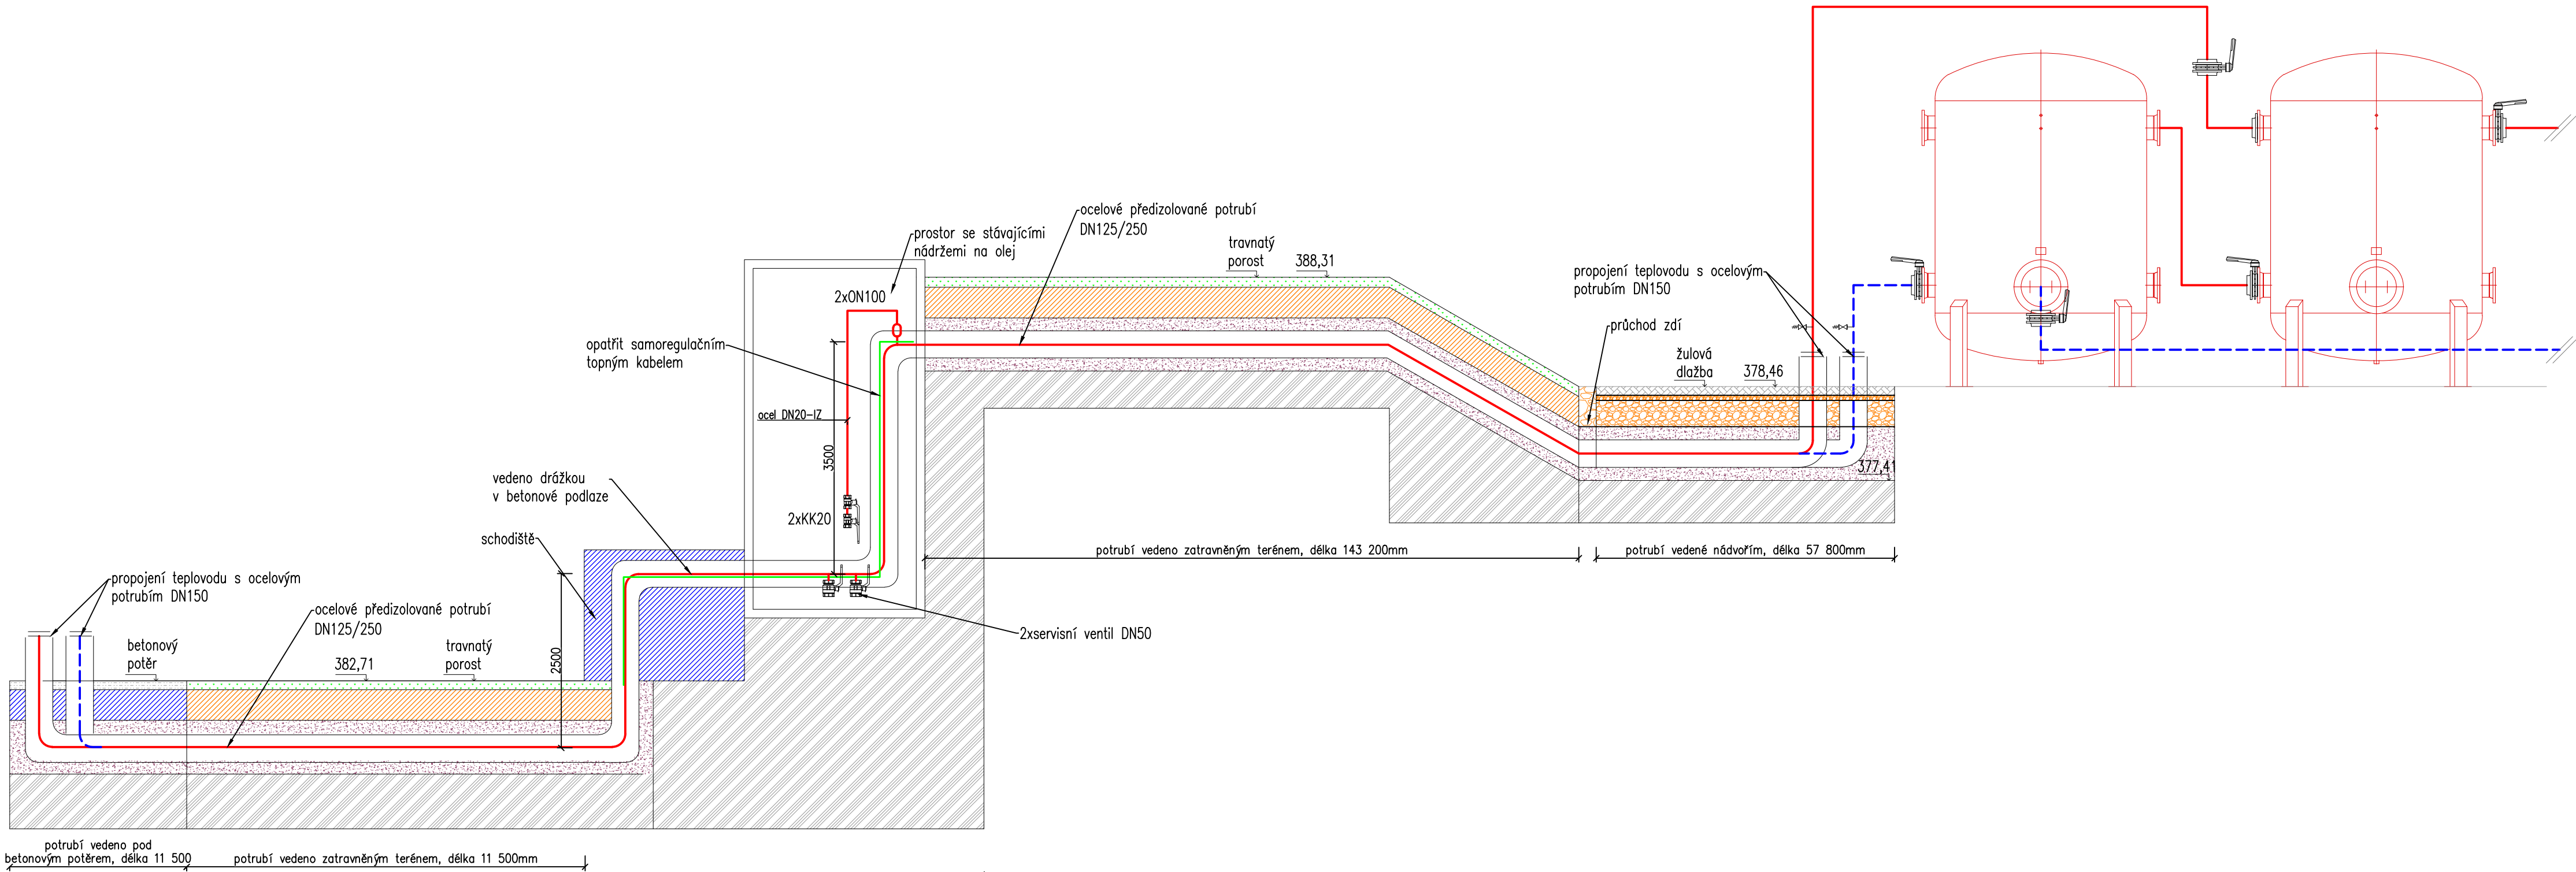 ocelové předizolované potrubí
DN125/250
prostor se stávajícími
nádržemi na olej
travnatý
porost
388,31
propojení teplovodu s ocelovým
potrubím DN150
2xON100
průchod zdí
opatřit samoregulačním
topným kabelem
žulová
dlažba
378,46
ocel DN20-IZ
3500
377,41
vedeno drážkou
v betonové podlaze
2xKK20
schodiště
potrubí vedeno zatravněným terénem, délka 143 200mm
potrubí vedené nádvořím, délka 57 800mm
propojení teplovodu s ocelovým
potrubím DN150
ocelové předizolované potrubí
DN125/250
2xservisní ventil DN50
betonový
potěr
382,71
travnatý
porost
2500
potrubí vedeno pod
betonovým potěrem, délka 11 500
potrubí vedeno zatravněným terénem, délka 11 500mm